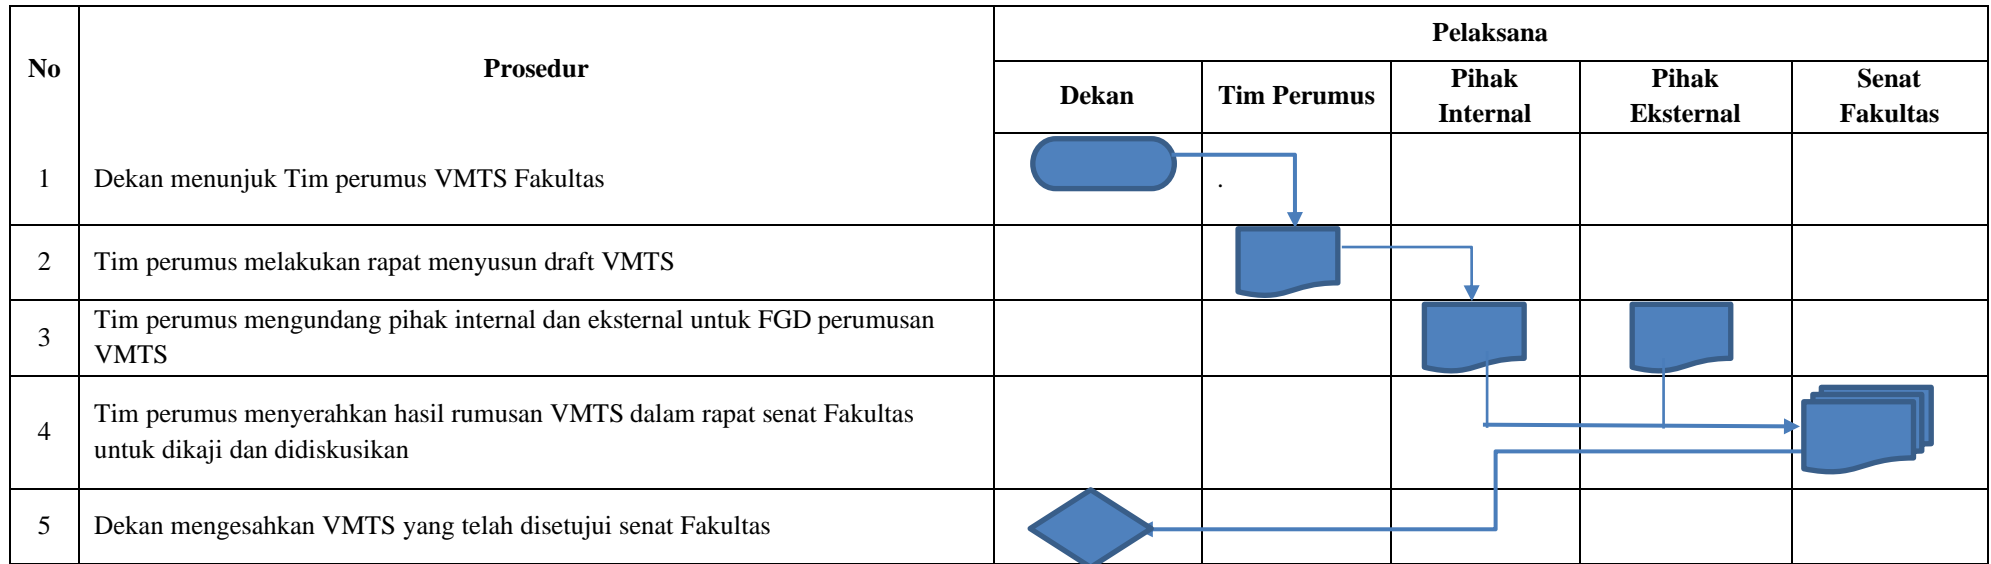 No
Prosedur
Pelaksana
Dekan
Tim Perumus
Pihak
Internal
Pihak
Eksternal
Senat
Fakultas
1
Dekan menunjuk Tim perumus VMTS Fakultas
.
2
Tim perumus melakukan rapat menyusun draft VMTS
3
Tim perumus mengundang pihak internal dan eksternal untuk FGD perumusan
VMTS
4
Tim perumus menyerahkan hasil rumusan VMTS dalam rapat senat Fakultas
untuk dikaji dan didiskusikan
5
Dekan mengesahkan VMTS yang telah disetujui senat Fakultas